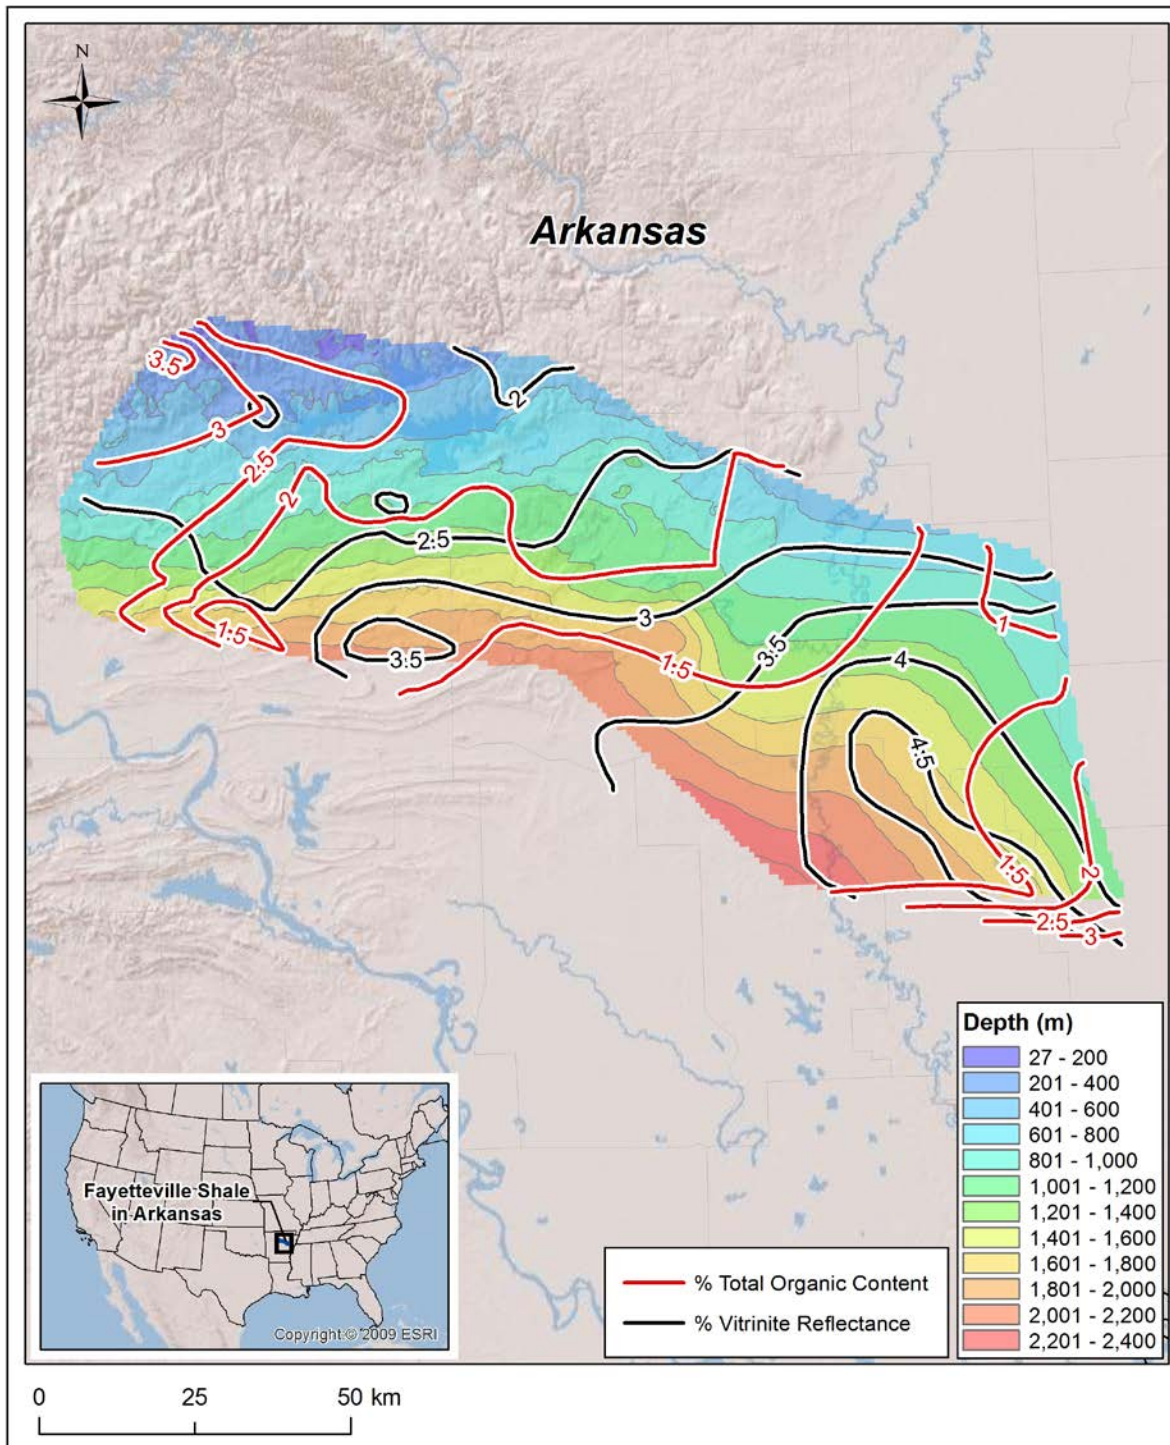 N
Arkansas
2
3.5
3
2.5
2
2.5
3
1
1.5
1.5
3.5
3.5
4
4.5
1.5
2
2.5
3
Depth (m)
27 - 200
201 - 400
401 - 600
601 - 800
801 - 1,000
1,001 - 1,200
1,201 - 1,400
1,401 - 1,600
1,601 - 1,800
1,801 - 2,000
2,001 - 2,200
2,201 - 2,400
Fayetteville Shale
in Arkansas
Copyright:© 2009 ESRI
% Total Organic Content
% Vitrinite Reflectance
0 25 50 km